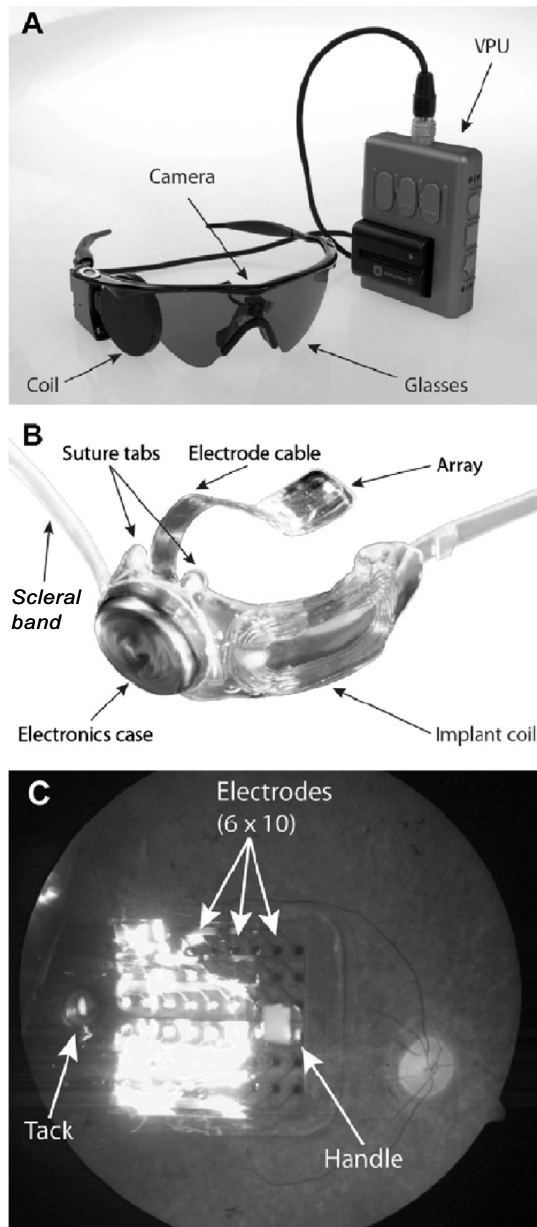 A
VPU
Camera
Coil
Glasses
B
Suture tabs
Electrode cable
Array
Scleral
band
Electronics case
Implant coil
C
Electrodes
(6 x 10)
Tack
Handle